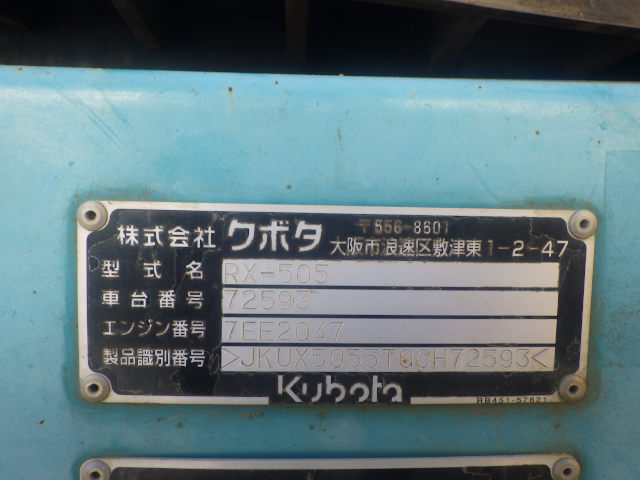 株式会社 クボタ 〒556-8601
大阪市浪速区敷津東1-2-47
型式名 RX-505
車台番号 72593
エンジン番号 7EE2047
製品識別番号 >JKUX5055T00H72593<
Kubota
RB451-57821